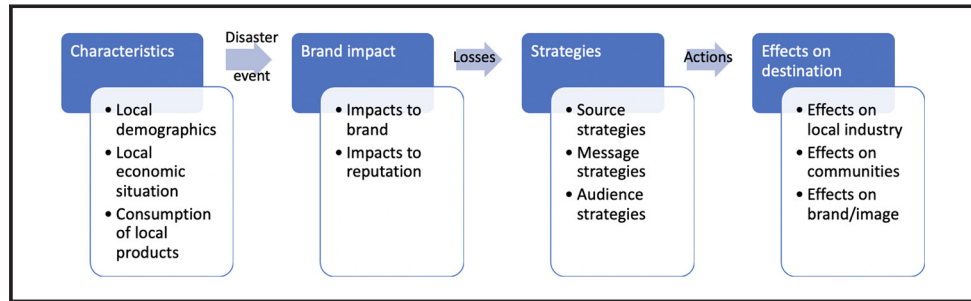 Characteristics
• Local
demographics
• Local
economic
situation
• Consumption
of local
products
Disaster
event
Brand impact
• Impacts to
brand
• Impacts to
reputation
Losses
Strategies
• Source
strategies
• Message
strategies
• Audience
strategies
Actions
Effects on
destination
• Effects on
local industry
• Effects on
communities
• Effects on
brand/image